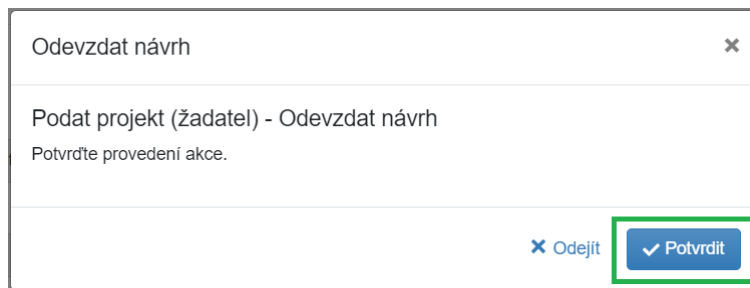 Odevzdat návrh
Podat projekt (žadatel) - Odevzdat návrh
Potvrďte provedení akce.
Odejít
Potvrdit